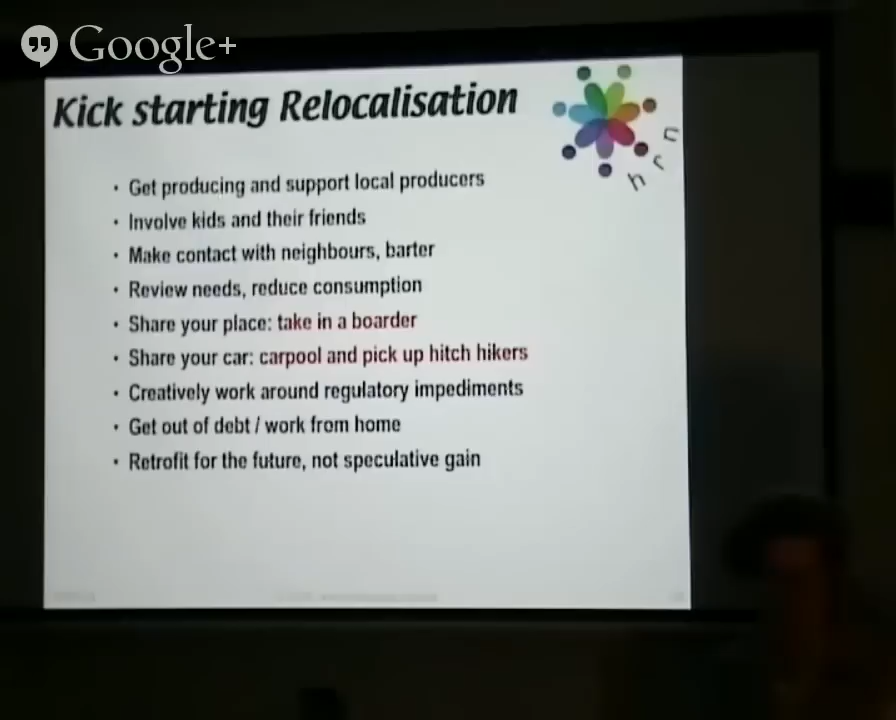 Google+
Kick starting Relocalisation
h r n
• Get producing and support local producers
• Involve kids and their friends
• Make contact with neighbours, barter
• Review needs, reduce consumption
• Share your place: take in a boarder
• Share your car: carpool and pick up hitch hikers
• Creatively work around regulatory impediments
• Get out of debt / work from home
• Retrofit for the future, not speculative gain